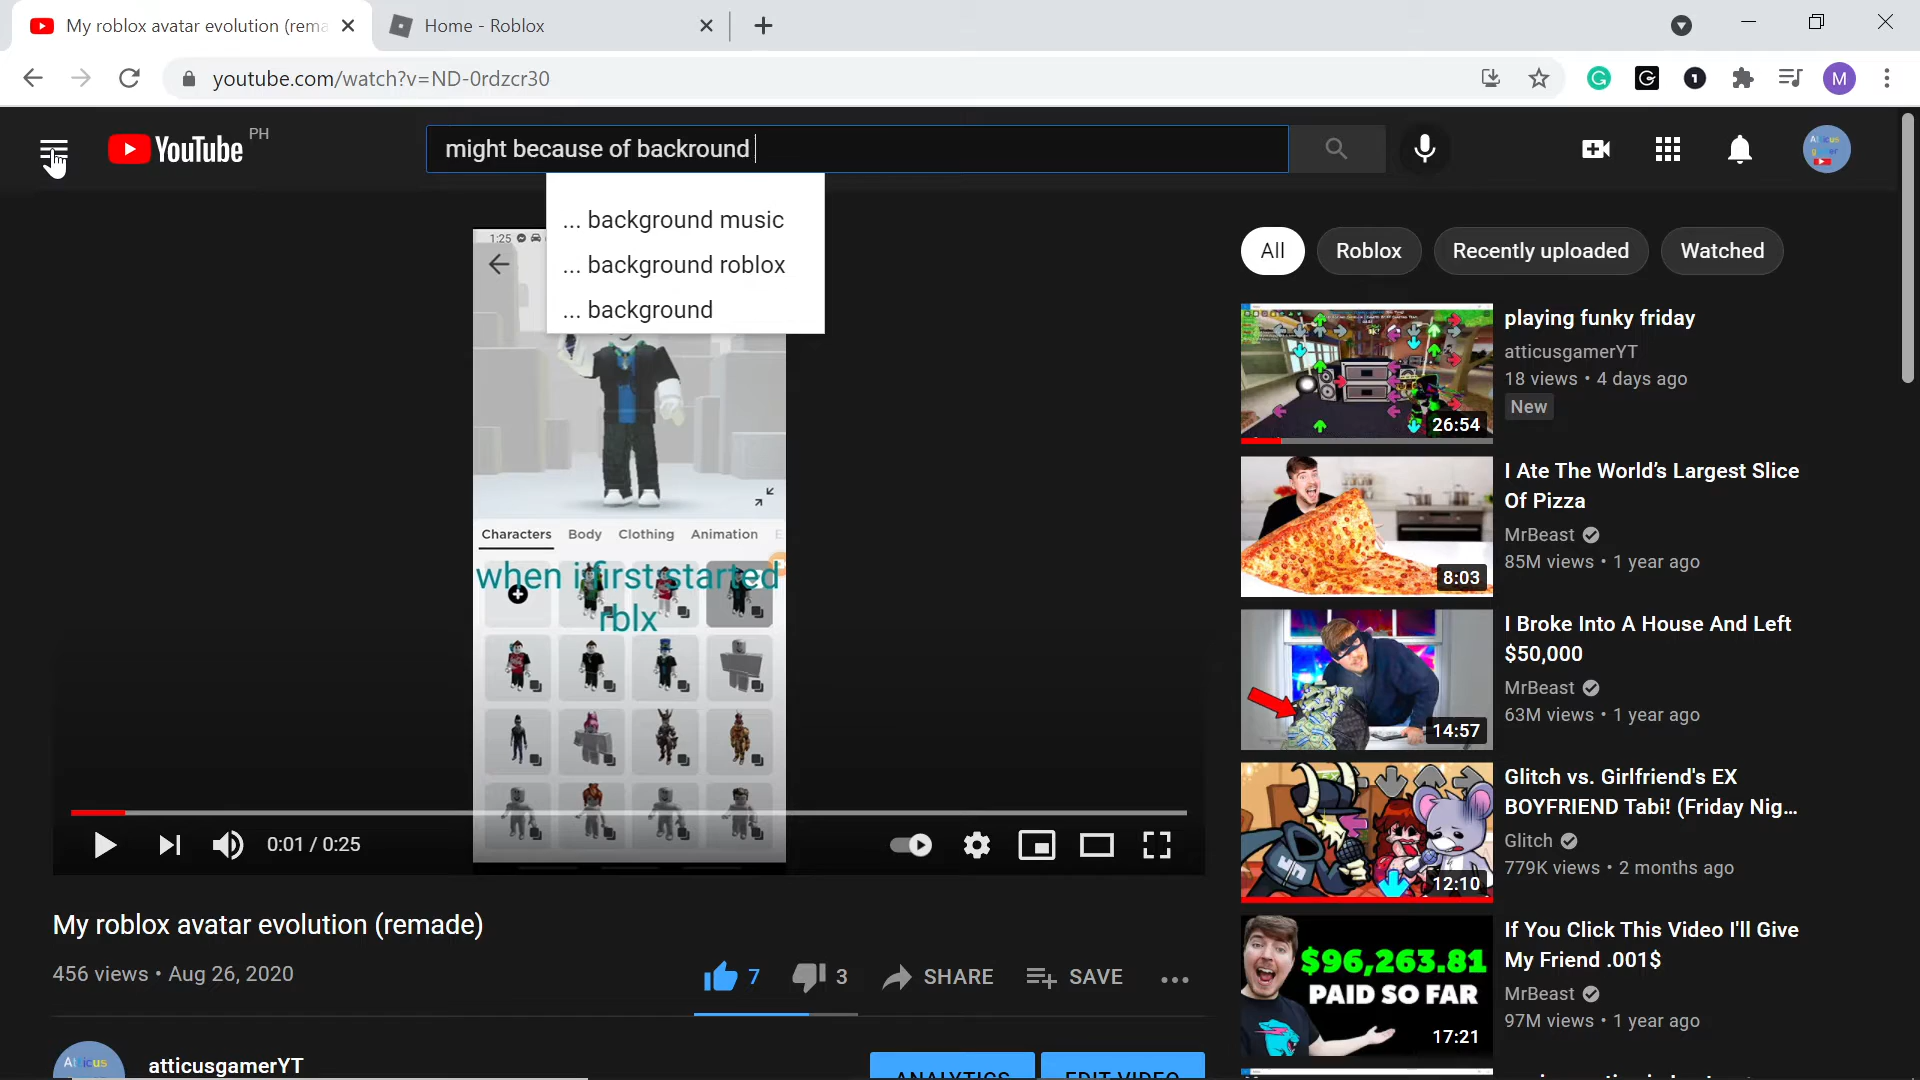 My roblox avatar evolution (rema
Home - Roblox
youtube.com/watch?v=ND-0rdzcr30
M
YouTube
PH
might because of backround
... background music
... background roblox
... background
1:25
All
Roblox
Recently uploaded
Watched
Characters
Body
Clothing
Animation
E
when i first started
rblx
0:01 / 0:25
My roblox avatar evolution (remade)
456 views • Aug 26, 2020
7
3
SHARE
SAVE
atticusgamerYT
ANALYTICS
EDIT VIDEO
playing funky friday
atticusgamerYT
18 views • 4 days ago
New
26:54
I Ate The World's Largest Slice
Of Pizza
MrBeast
85M views • 1 year ago
8:03
I Broke Into A House And Left
$50,000
MrBeast
63M views • 1 year ago
14:57
Glitch vs. Girlfriend's EX
BOYFRIEND Tabi! (Friday Nig...
Glitch
779K views • 2 months ago
12:10
If You Click This Video I'll Give
My Friend .001$
MrBeast
97M views • 1 year ago
$96,263.81
PAID SO FAR
17:21